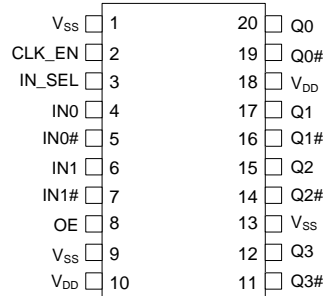 VSS 1 20 Q0
CLK_EN 2 19 Q0#
IN_SEL 3 18 VDD
IN0 4 17 Q1
IN0# 5 16 Q1#
IN1 6 15 Q2
IN1# 7 14 Q2#
OE 8 13 VSS
VSS 9 12 Q3
VDD 10 11 Q3#